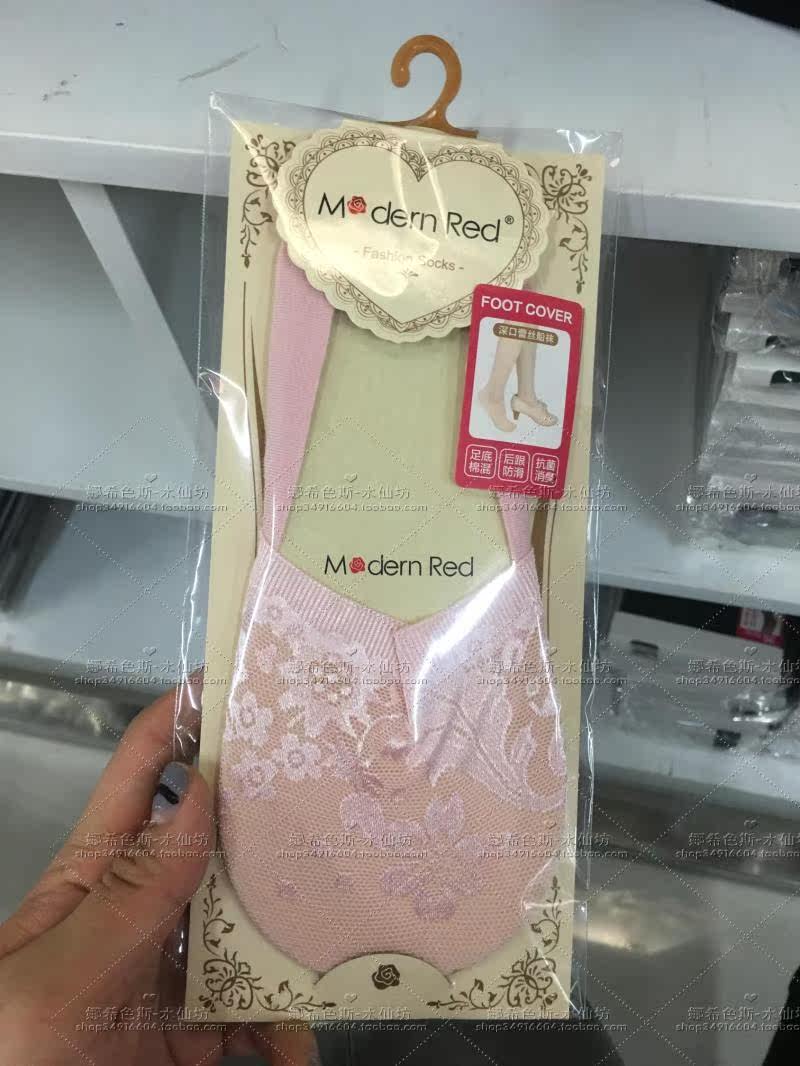 Modern Red®
- Fashion Socks -
FOOT COVER
深口蕾丝船袜
足底
棉混
后跟
防滑
抗菌
消臭
Modern Red
娜希色斯-水仙坊
shop34916604.taobao.com